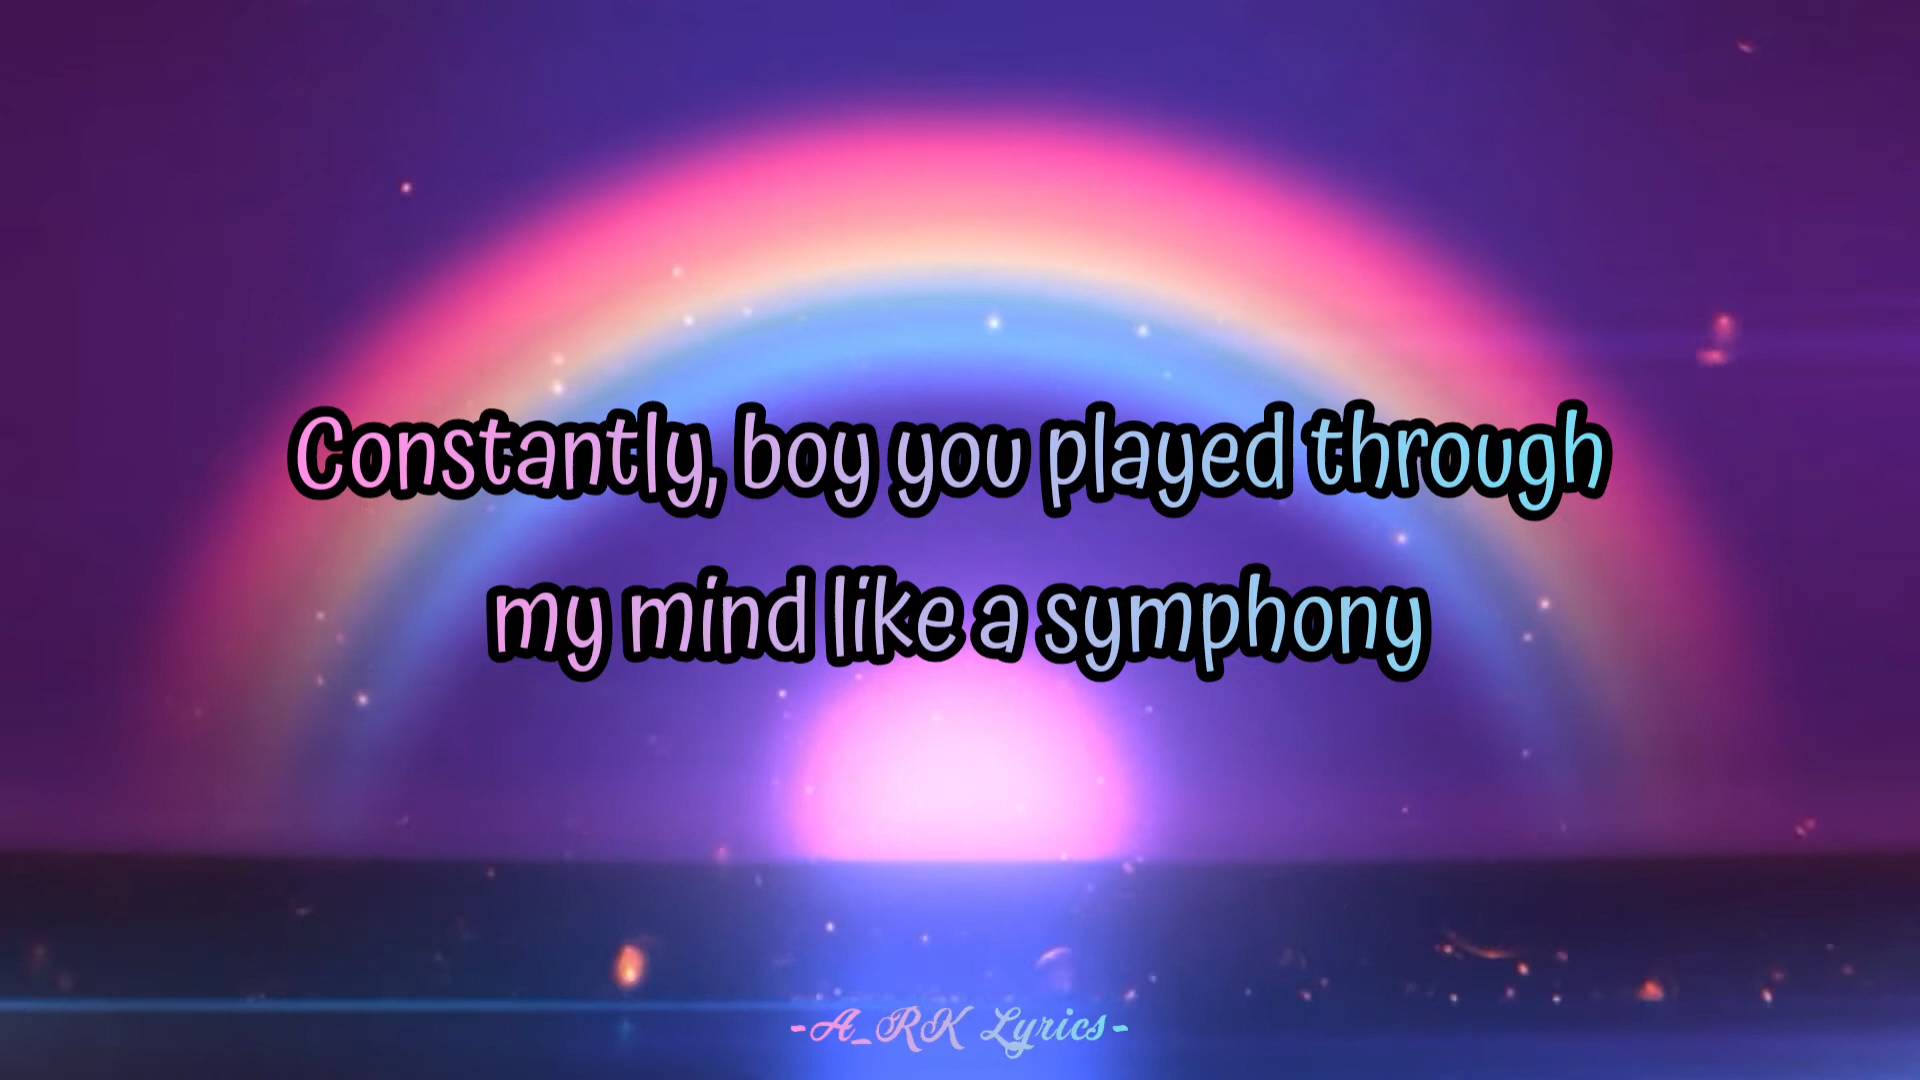 Constantly, boy you played through
my mind like a symphony
-A_RK Lyrics-